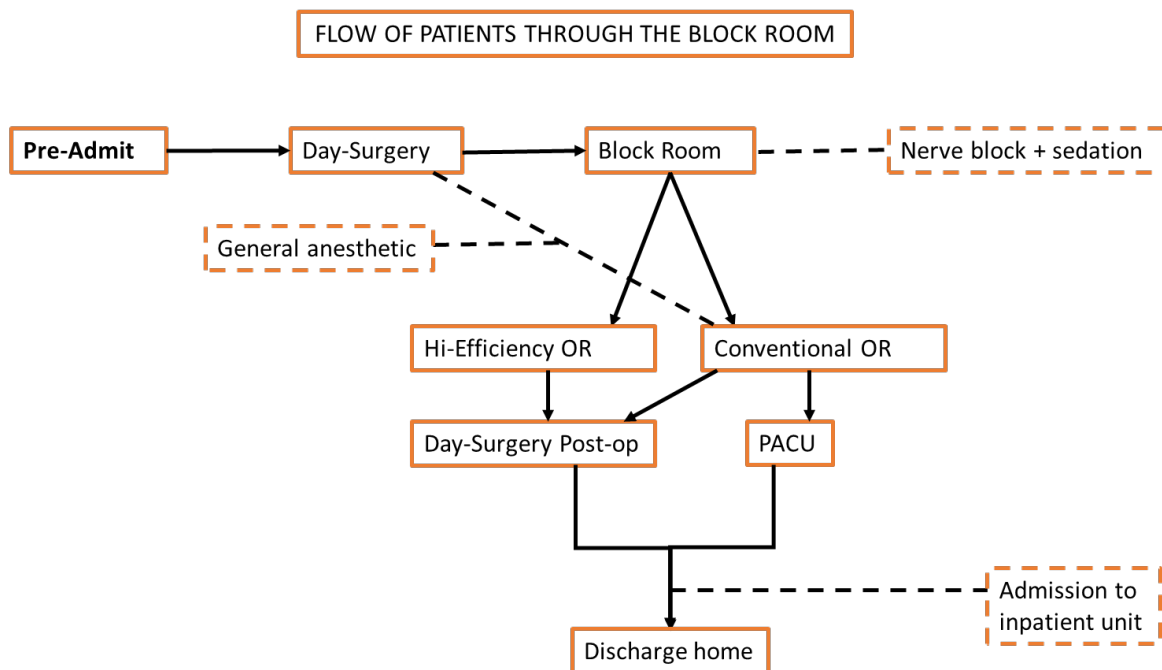 FLOW OF PATIENTS THROUGH THE BLOCK ROOM
Pre-Admit
Day-Surgery
Block Room
Nerve block + sedation
General anesthetic
Hi-Efficiency OR
Conventional OR
Day-Surgery Post-op
PACU
Admission to
inpatient unit
Discharge home